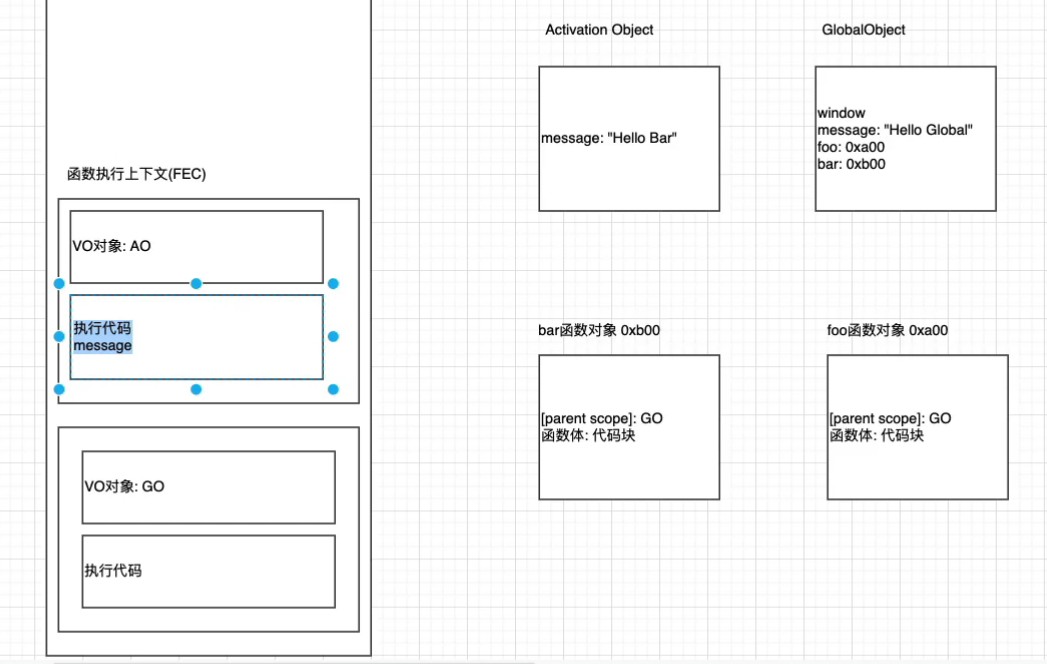 Activation Object
GlobalObject
message: "Hello Bar"
window
message: "Hello Global"
foo: 0xa00
bar: 0xb00
函数执行上下文(FEC)
VO对象: AO
执行代码
message
bar函数对象 0xb00
foo函数对象 0xa00
[parent scope]: GO
函数体: 代码块
[parent scope]: GO
函数体: 代码块
VO对象: GO
执行代码